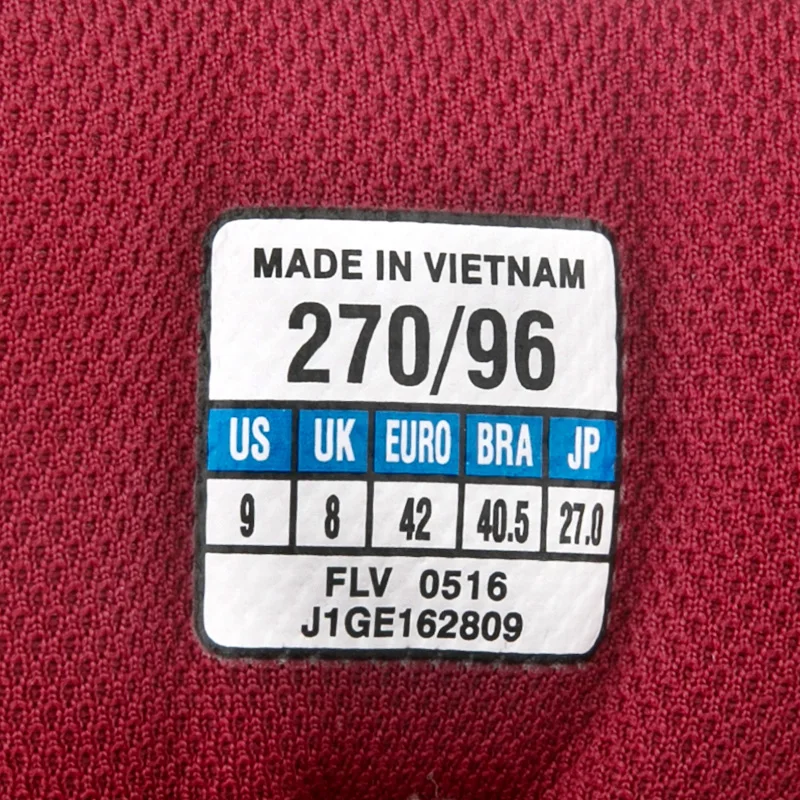 MADE IN VIETNAM
270/96
US UK EURO BRA JP
9 8 42 40.5 27.0
FLV 0516
J1GE162809